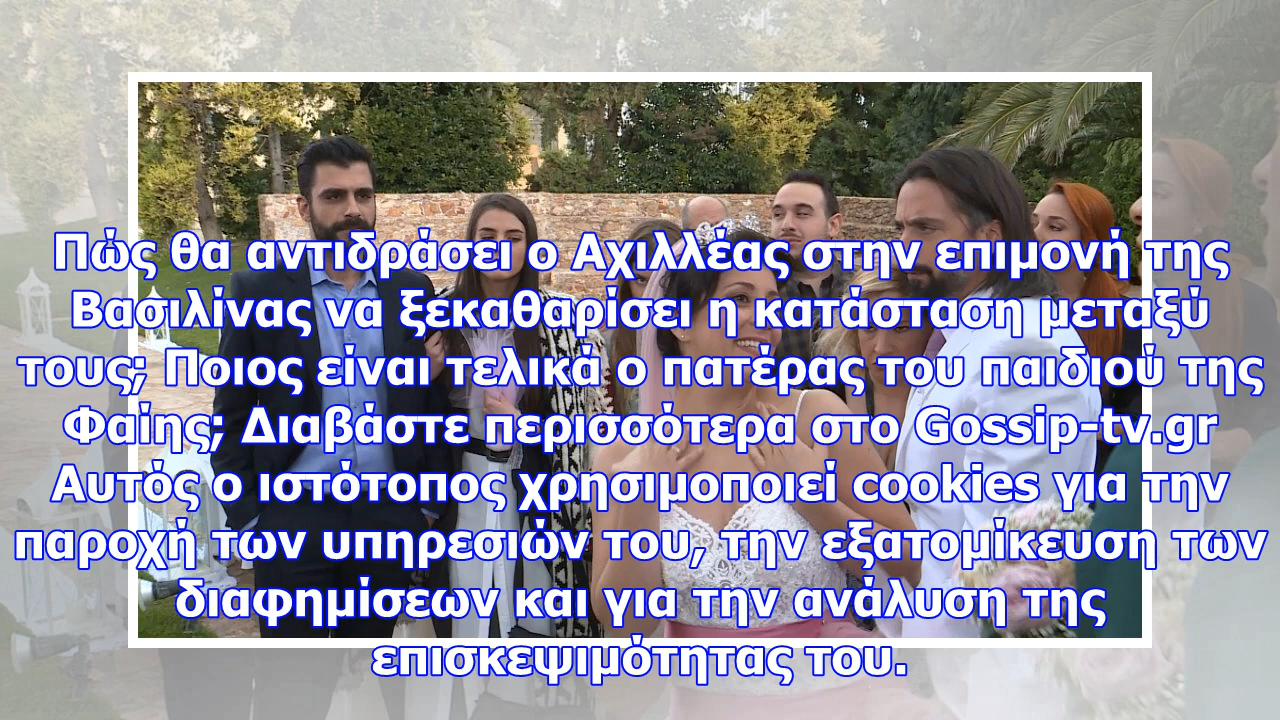 Πώς θα αντιδράσει ο Αχιλλέας στην επιμονή της
Βασιλίνας να ξεκαθαρίσει η κατάσταση μεταξύ
τους; Ποιος είναι τελικά ο πατέρας του παιδιού της
Φαίης; Διαβάστε περισσότερα στο Gossip-tv.gr
Αυτός ο ιστότοπος χρησιμοποιεί cookies για την
παροχή των υπηρεσιών του, την εξατομίκευση των
διαφημίσεων και για την ανάλυση της
επισκεψιμότητας του.